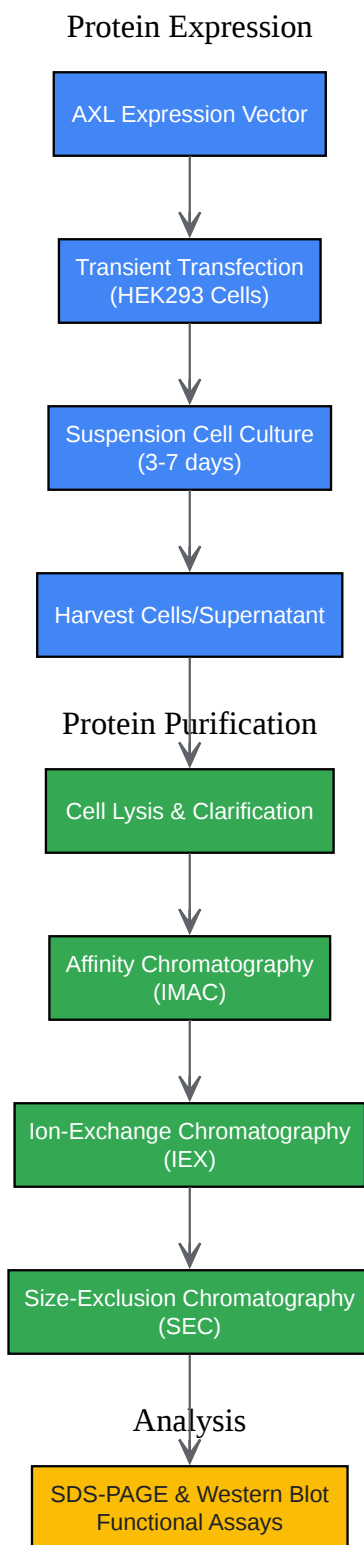 Protein Expression
AXL Expression Vector
Transient Transfection
(HEK293 Cells)
Suspension Cell Culture
(3-7 days)
Harvest Cells/Supernatant
Protein Purification
Cell Lysis & Clarification
Affinity Chromatography
(IMAC)
Ion-Exchange Chromatography
(IEX)
Size-Exclusion Chromatography
(SEC)
Analysis
SDS-PAGE & Western Blot
Functional Assays